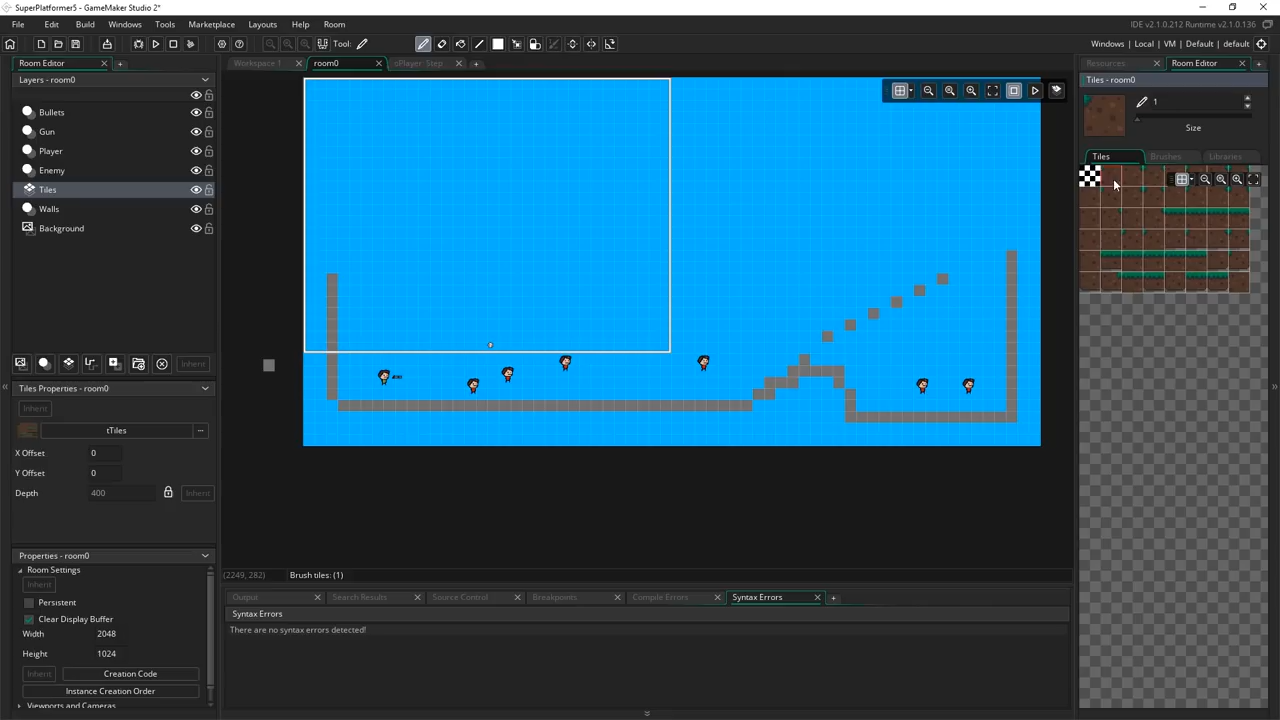 SuperPlatformer5 - GameMaker Studio 2*
File Edit Build Windows Tools Marketplace Layouts Help Room
IDE v2.1.0.212 Runtime v2.1.0.136
Tool:
Windows | Local | VM | Default | default
Room Editor
Workspace 1
room0
sPlayer: Step
Resources
Room Editor
Layers - room0
Tiles - room0
Bullets
Gun
Player
Enemy
Tiles
Walls
Background
1
Size
Tiles
Brushes
Libraries
Inherit
Tiles Properties - room0
Inherit
tTiles
...
X Offset 0
Y Offset 0
Depth 400
Inherit
Properties - room0
Room Settings
Inherit
Persistent
Clear Display Buffer
Width 2048
Height 1024
Inherit
Creation Code
Instance Creation Order
Viewports and Cameras
(2249, 282)
Brush tiles: (1)
Output
Search Results
Source Control
Breakpoints
Compile Errors
Syntax Errors
Syntax Errors
There are no syntax errors detected!